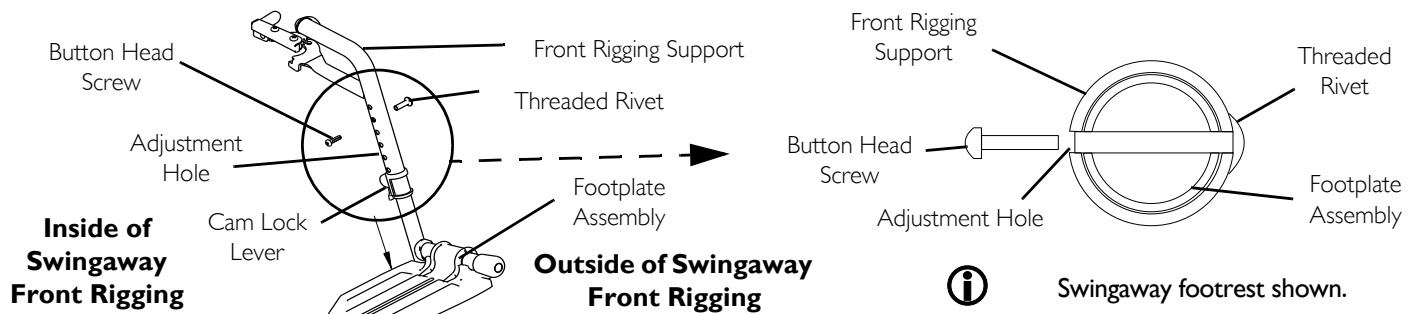 Button Head
Screw
Front Rigging Support
Threaded Rivet
Adjustment
Hole
Cam Lock
Lever
Footplate
Assembly
Inside of
Swingaway
Front Rigging
Outside of Swingaway
Front Rigging
Front Rigging
Support
Threaded
Rivet
Button Head
Screw
Adjustment Hole
Footplate
Assembly
Swingaway footrest shown.